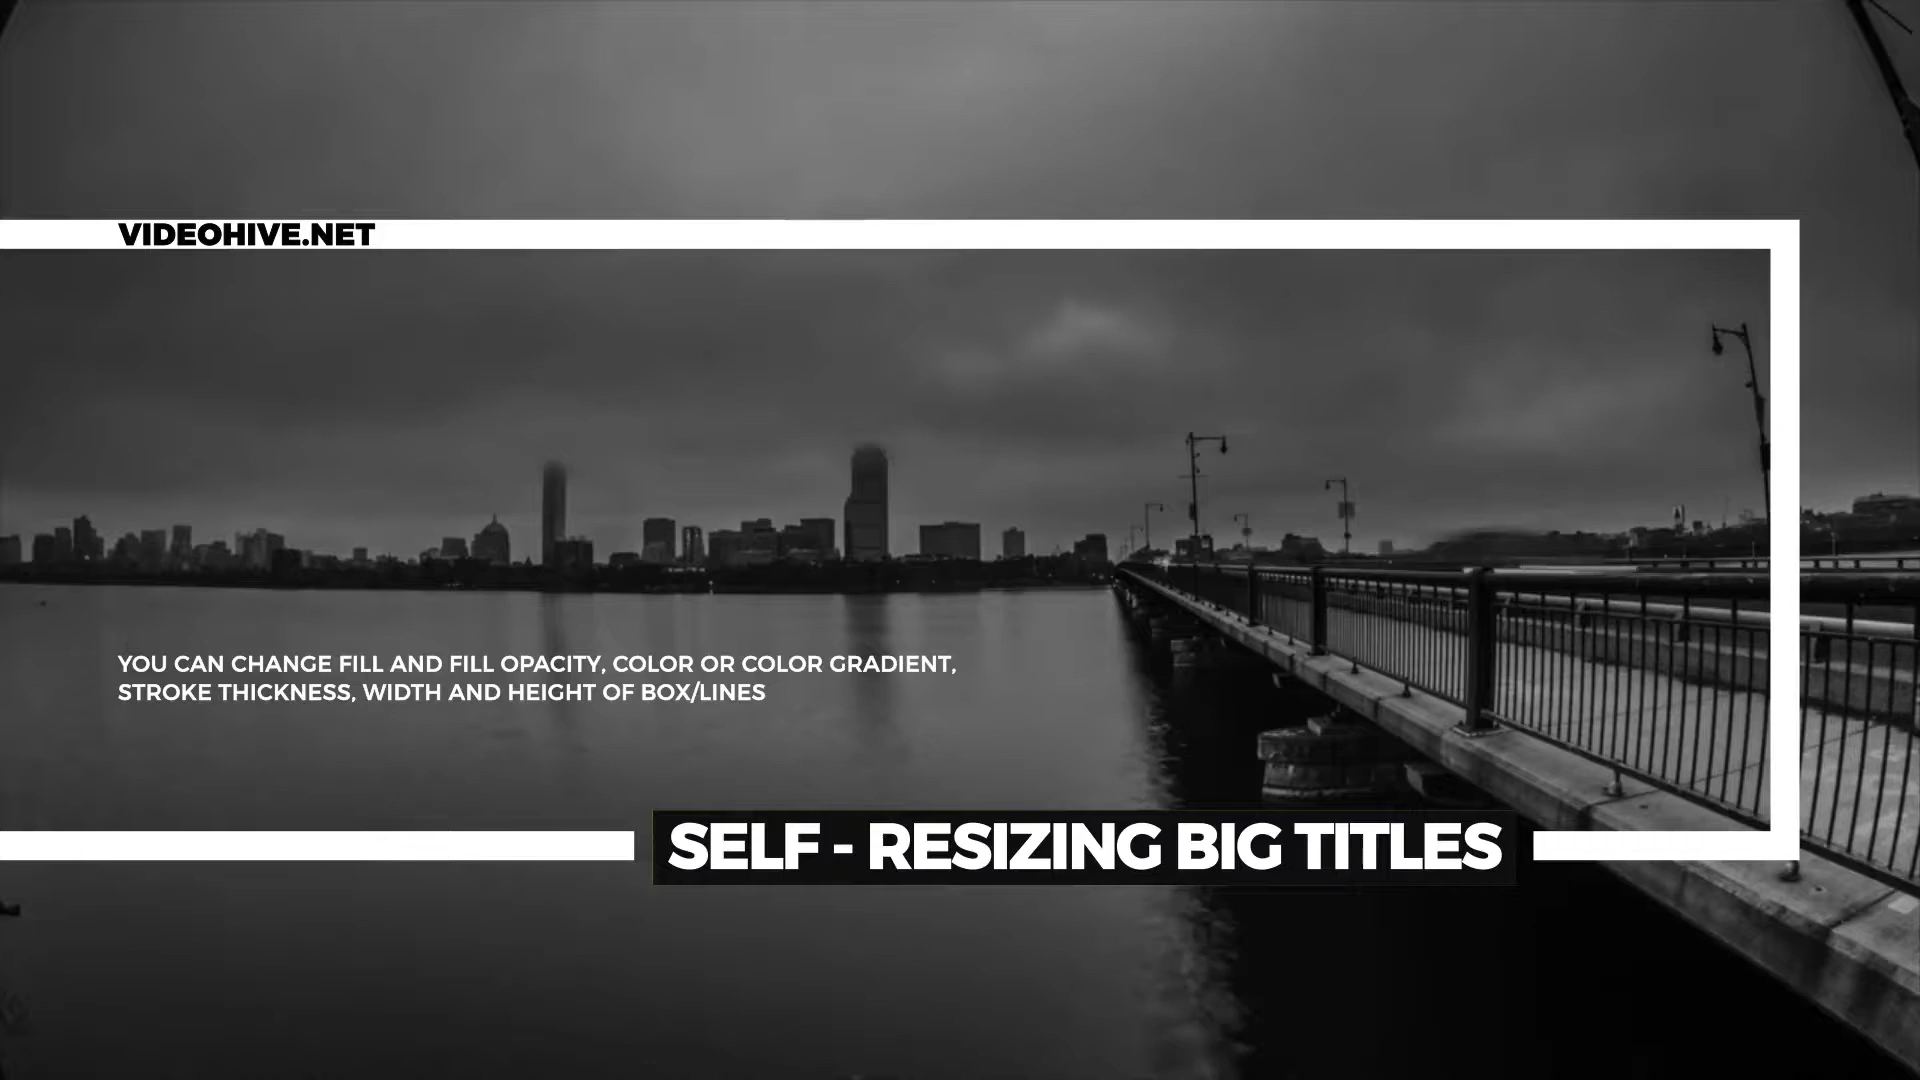 VIDEOHIVE.NET
YOU CAN CHANGE FILL AND FILL OPACITY, COLOR OR COLOR GRADIENT,
STROKE THICKNESS, WIDTH AND HEIGHT OF BOX/LINES
SELF - RESIZING BIG TITLES